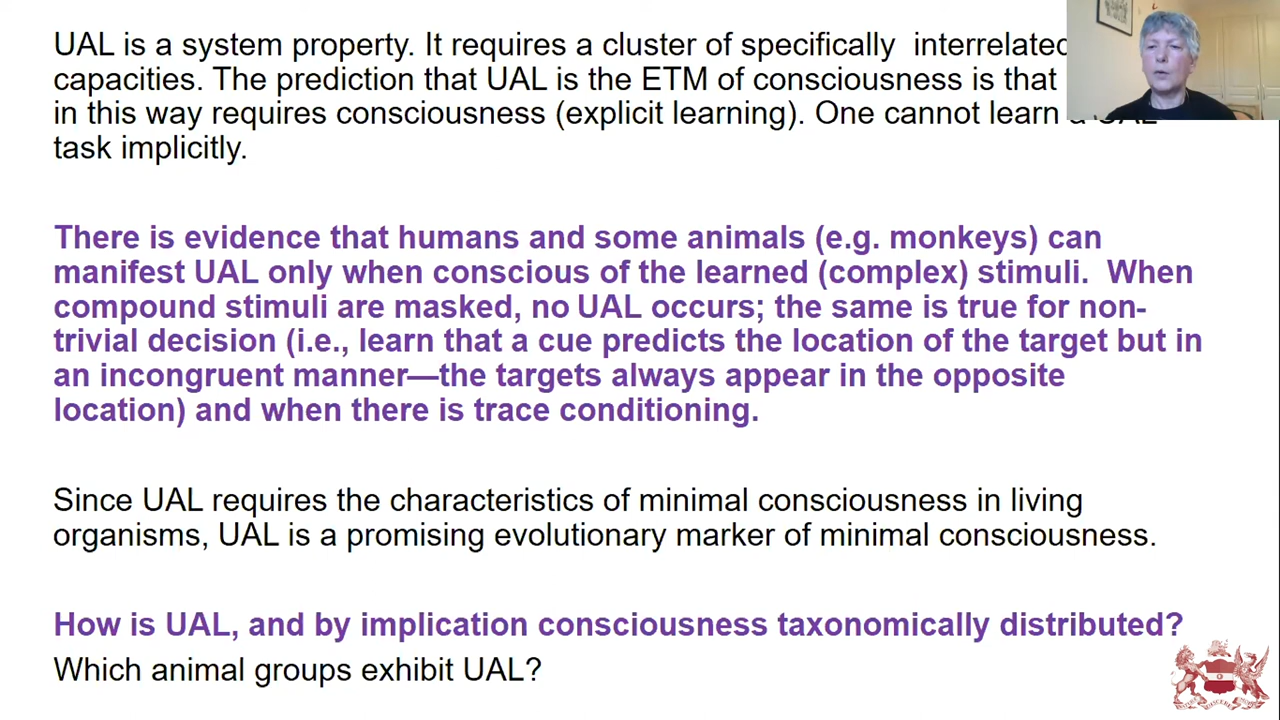 UAL is a system property. It requires a cluster of specifically interrelated
capacities. The prediction that UAL is the ETM of consciousness is that
in this way requires consciousness (explicit learning). One cannot learn a UAL
task implicitly.
There is evidence that humans and some animals (e.g. monkeys) can
manifest UAL only when conscious of the learned (complex) stimuli. When
compound stimuli are masked, no UAL occurs; the same is true for non-
trivial decision (i.e., learn that a cue predicts the location of the target but in
an incongruent manner—the targets always appear in the opposite
location) and when there is trace conditioning.
Since UAL requires the characteristics of minimal consciousness in living
organisms, UAL is a promising evolutionary marker of minimal consciousness.
How is UAL, and by implication consciousness taxonomically distributed?
Which animal groups exhibit UAL?